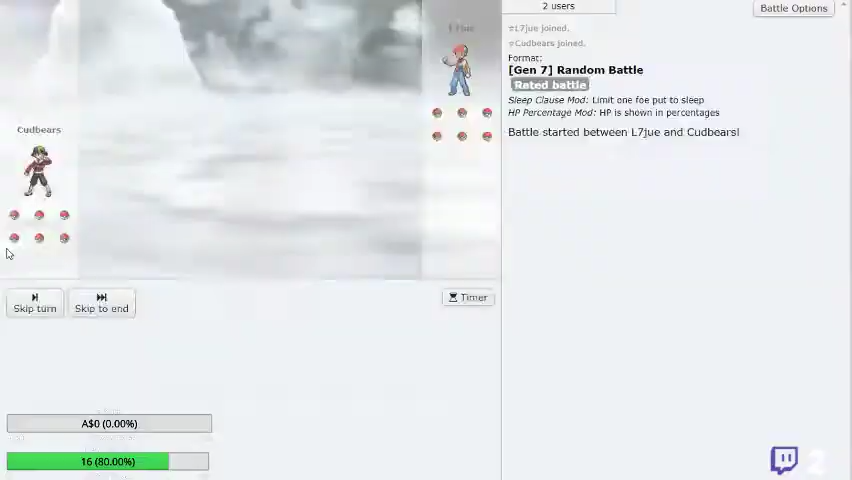 2 users
Battle Options
☆L7jue joined.
☆Cudbears joined.
Format:
[Gen 7] Random Battle
Rated battle
Sleep Clause Mod: Limit one foe put to sleep
HP Percentage Mod: HP is shown in percentages
Battle started between L7jue and Cudbears!
L7jue
Cudbears
Skip turn
Skip to end
Timer
A$0 (0.00%)
16 (80.00%)
2